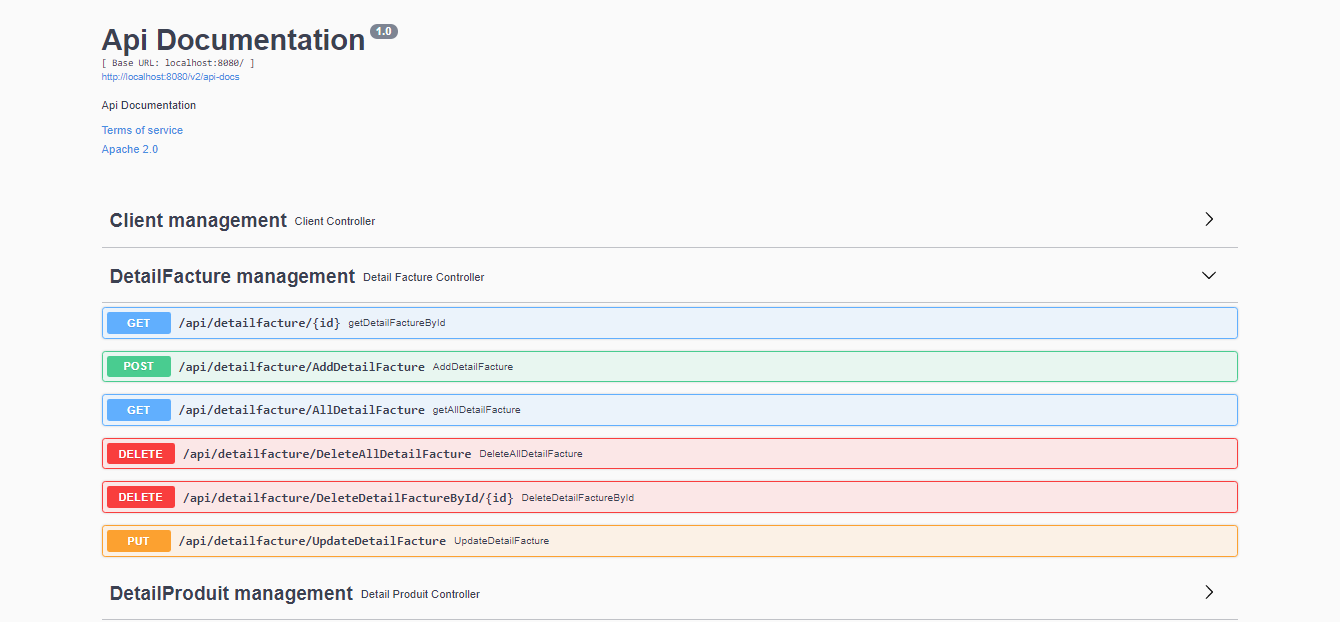 Api Documentation 1.0
[ Base URL: localhost:8080/ ]
http://localhost:8080/v2/api-docs
Api Documentation
Terms of service
Apache 2.0
Client management Client Controller
DetailFacture management Detail Facture Controller
GET /api/detailfacture/{id} getDetailFactureById
POST /api/detailfacture/AddDetailFacture AddDetailFacture
GET /api/detailfacture/AllDetailFacture getAllDetailFacture
DELETE /api/detailfacture/DeleteAllDetailFacture DeleteAllDetailFacture
DELETE /api/detailfacture/DeleteDetailFactureById/{id} DeleteDetailFactureById
PUT /api/detailfacture/UpdateDetailFacture UpdateDetailFacture
DetailProduit management Detail Produit Controller